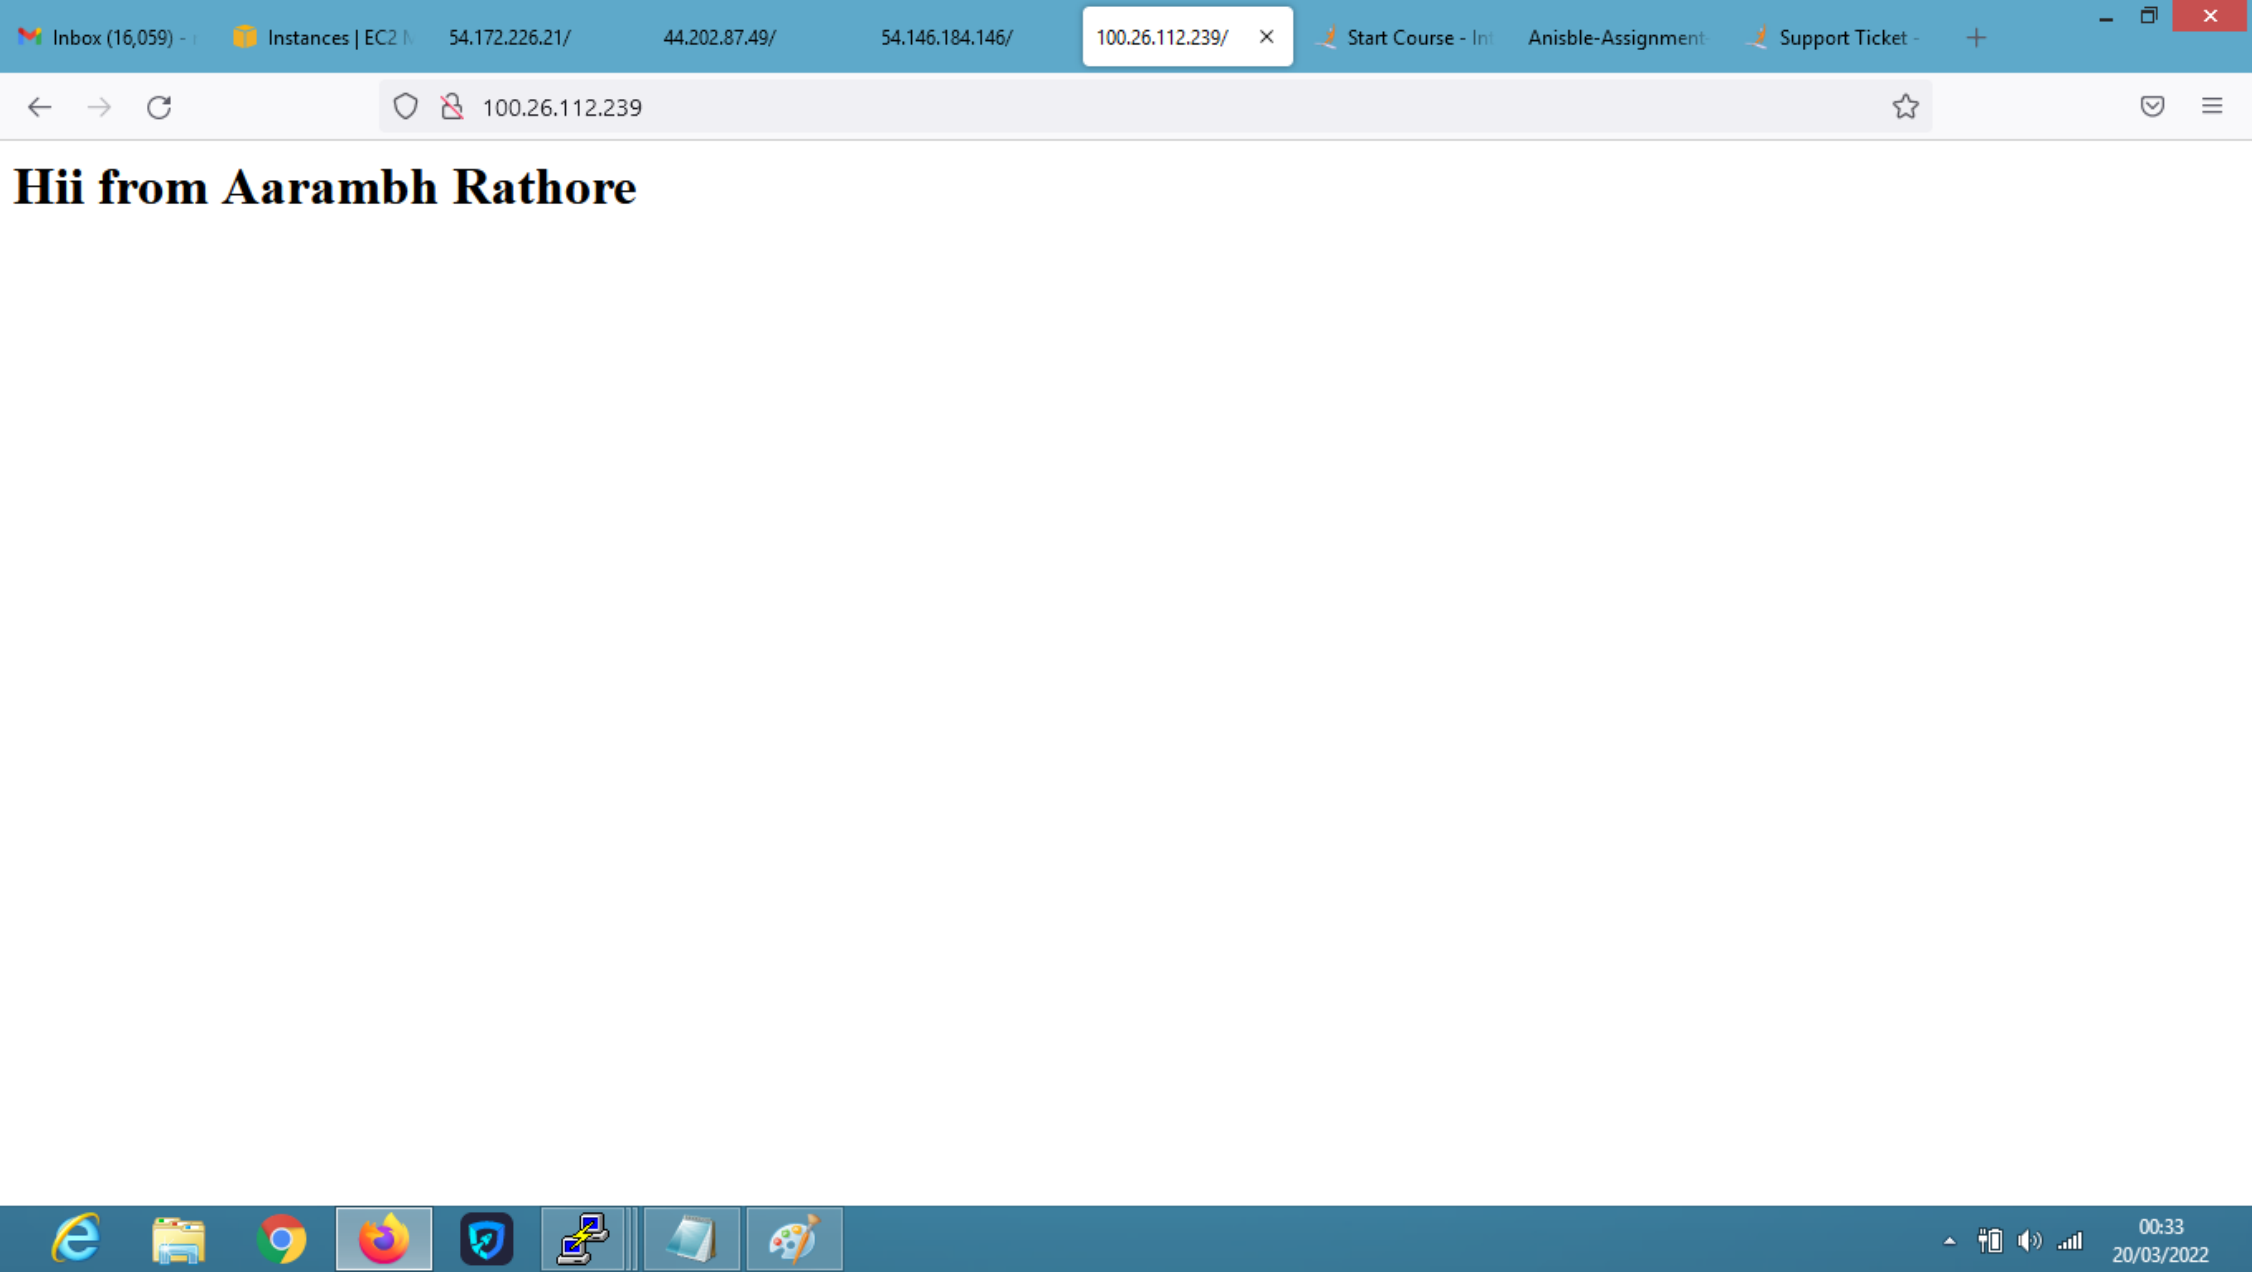 Inbox (16,059) -
Instances | EC2
54.172.226.21/
44.202.87.49/
54.146.184.146/
100.26.112.239/
Start Course - Int
Anisble-Assignment-
Support Ticket -
100.26.112.239
Hii from Aarambh Rathore
00:33
20/03/2022